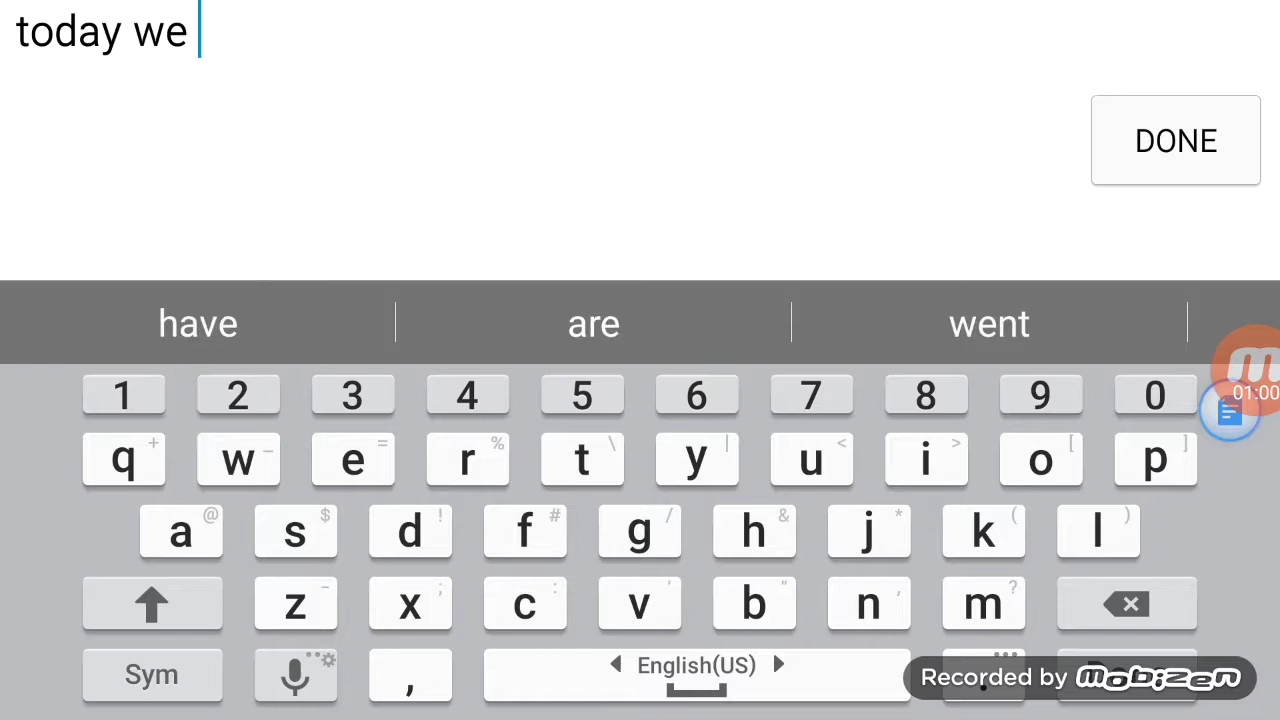 today we
DONE
have are went
1 2 3 4 5 6 7 8 9 0
q + w - e = r % t \ y | u < i > o [ p ]
a @ s $ d ! f # g / h & j * k ( l )
z - x ; c : v ' b " n , m ?
Sym , English(US)
01:00
Recorded by mobizen